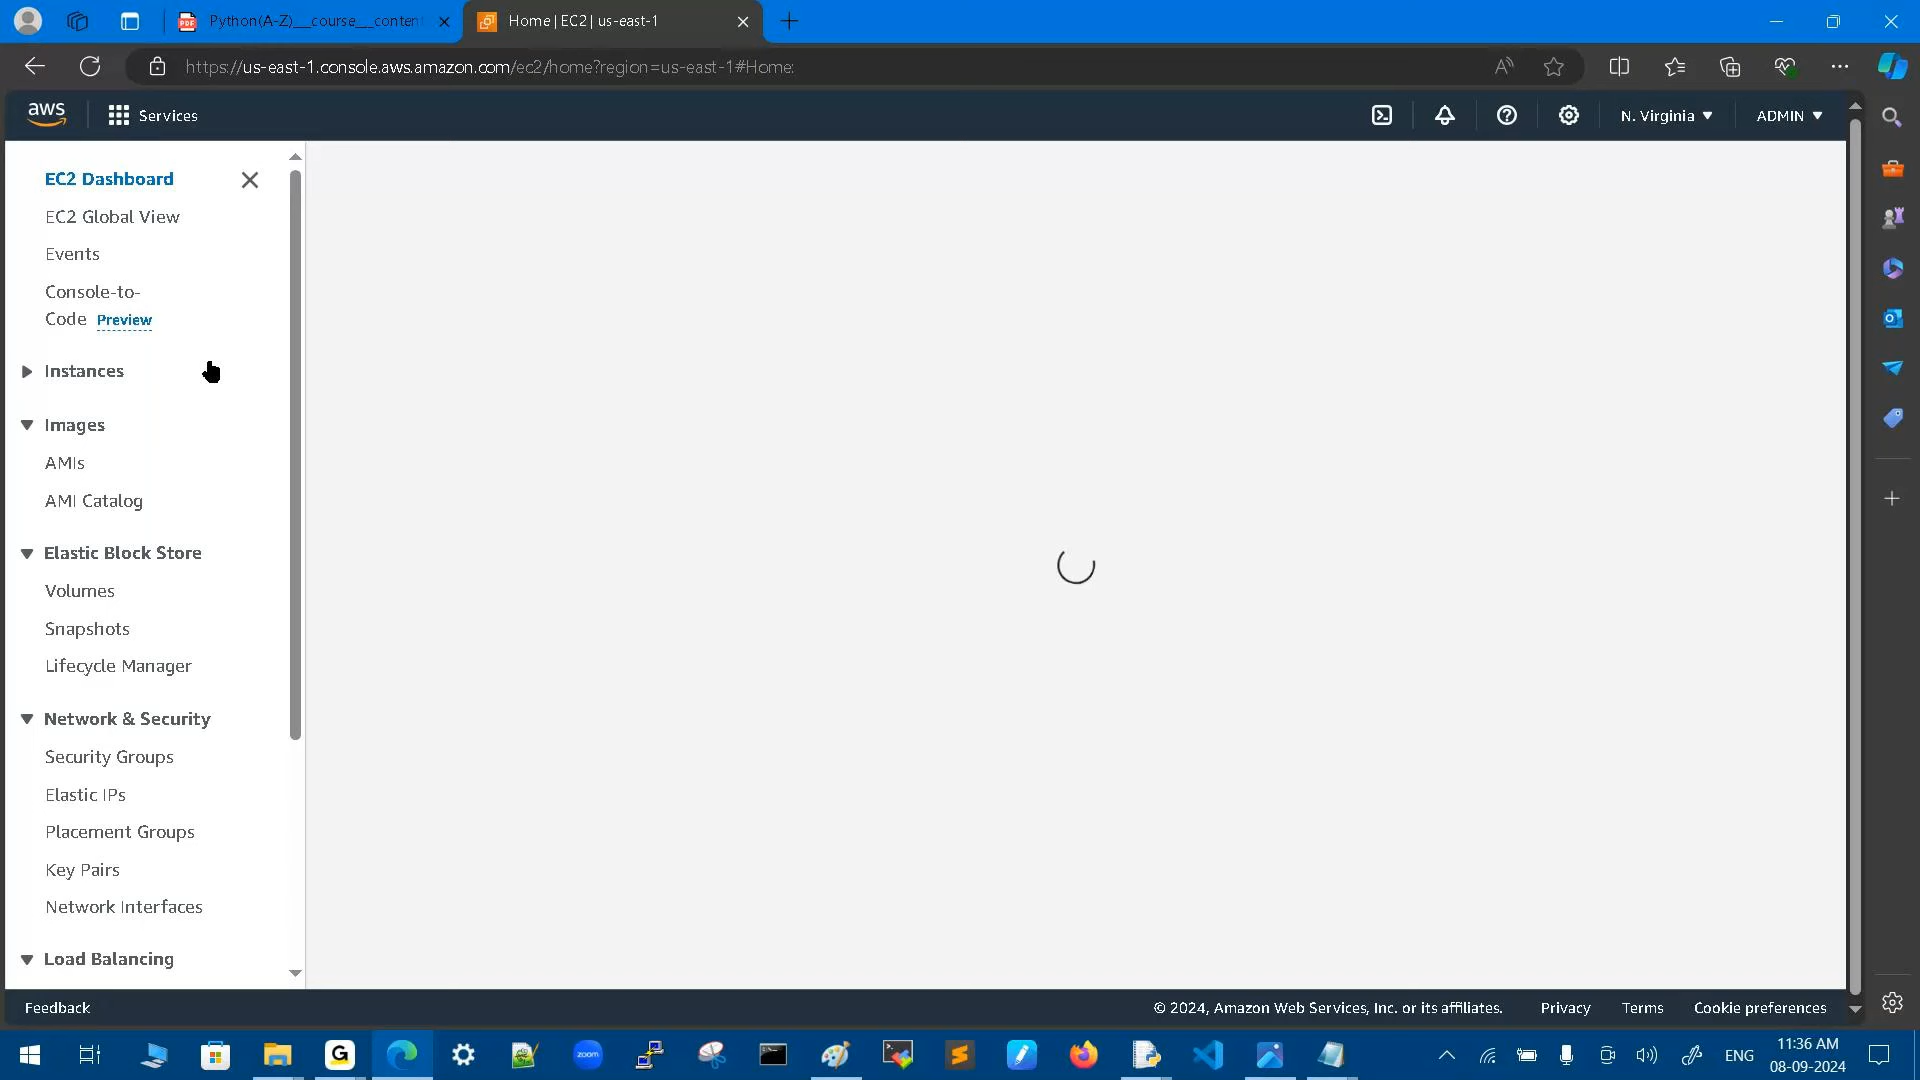 Python(A-Z)__course__conten
Home | EC2 | us-east-1
https://us-east-1.console.aws.amazon.com/ec2/home?region=us-east-1#Home:
aws
Services
N. Virginia
ADMIN
EC2 Dashboard
EC2 Global View
Events
Console-to-
Code Preview
Instances
Images
AMIs
AMI Catalog
Elastic Block Store
Volumes
Snapshots
Lifecycle Manager
Network & Security
Security Groups
Elastic IPs
Placement Groups
Key Pairs
Network Interfaces
Load Balancing
Feedback
© 2024, Amazon Web Services, Inc. or its affiliates.
Privacy
Terms
Cookie preferences
zoom
ENG
11:36 AM
08-09-2024